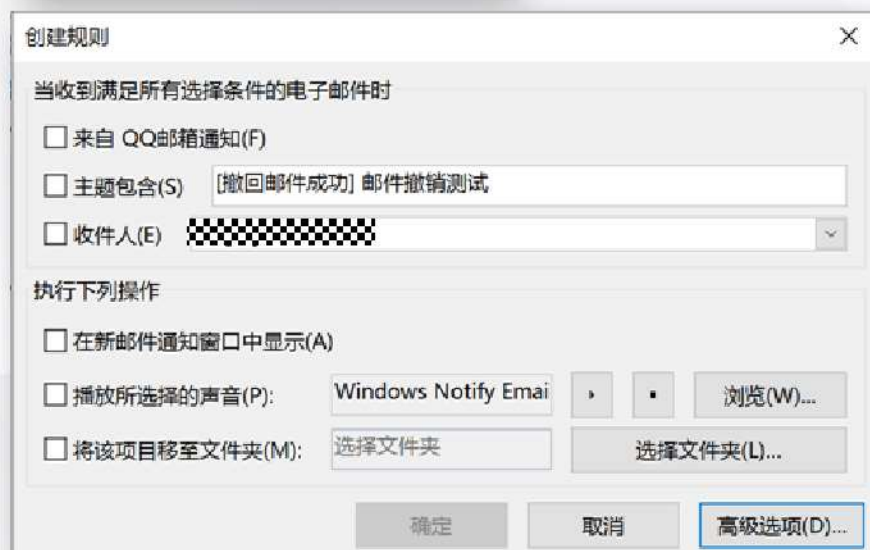 创建规则
当收到满足所有选择条件的电子邮件时
来自 QQ邮箱通知(F)
主题包含(S) [撤回邮件成功] 邮件撤销测试
收件人(E)
执行下列操作
在新邮件通知窗口中显示(A)
播放所选择的声音(P): Windows Notify Emai 浏览(W)...
将该项目移至文件夹(M): 选择文件夹 选择文件夹(L)...
确定 取消 高级选项(D)...